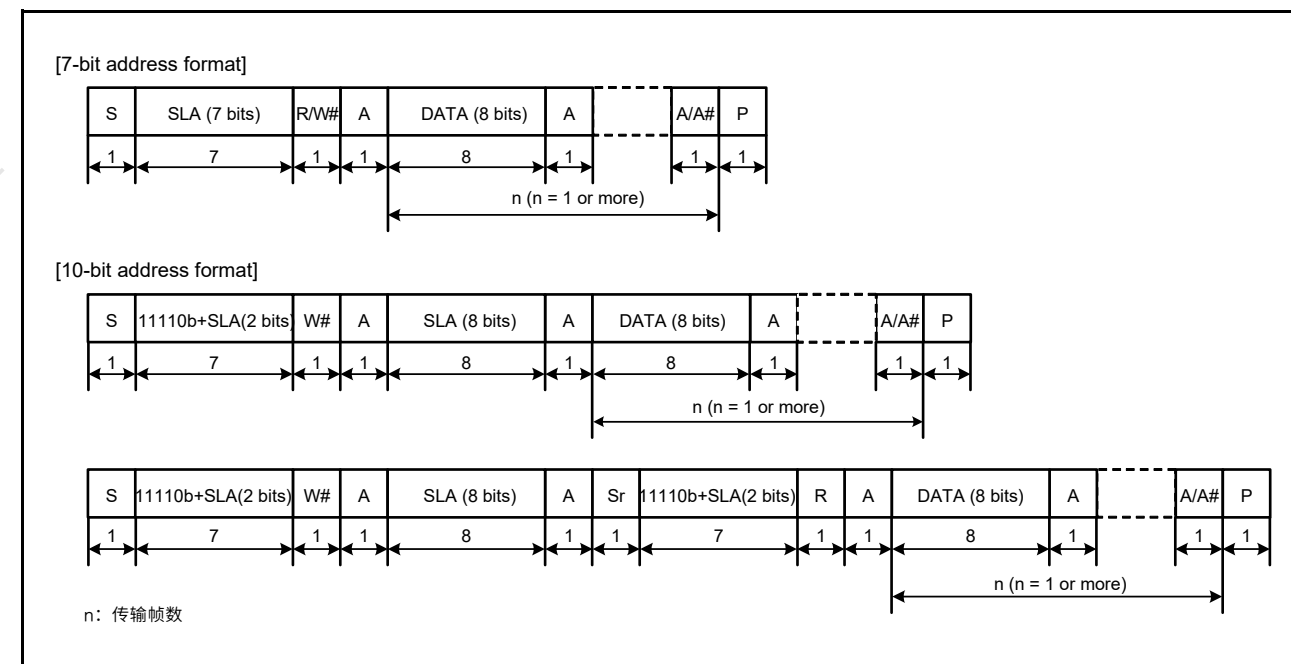 [7-bit address format]
S SLA (7 bits) R/W# A DATA (8 bits) A A/A# P
1 7 1 1 8 1 1 1
n (n = 1 or more)
[10-bit address format]
S 11110b+SLA(2 bits) W# A SLA (8 bits) A DATA (8 bits) A A/A# P
1 7 1 1 8 1 8 1 1 1
n (n = 1 or more)
S 11110b+SLA(2 bits) W# A SLA (8 bits) A Sr 11110b+SLA(2 bits) R A DATA (8 bits) A A/A# P
1 7 1 1 8 1 1 7 1 1 8 1 1 1
n (n = 1 or more)
n：传输帧数